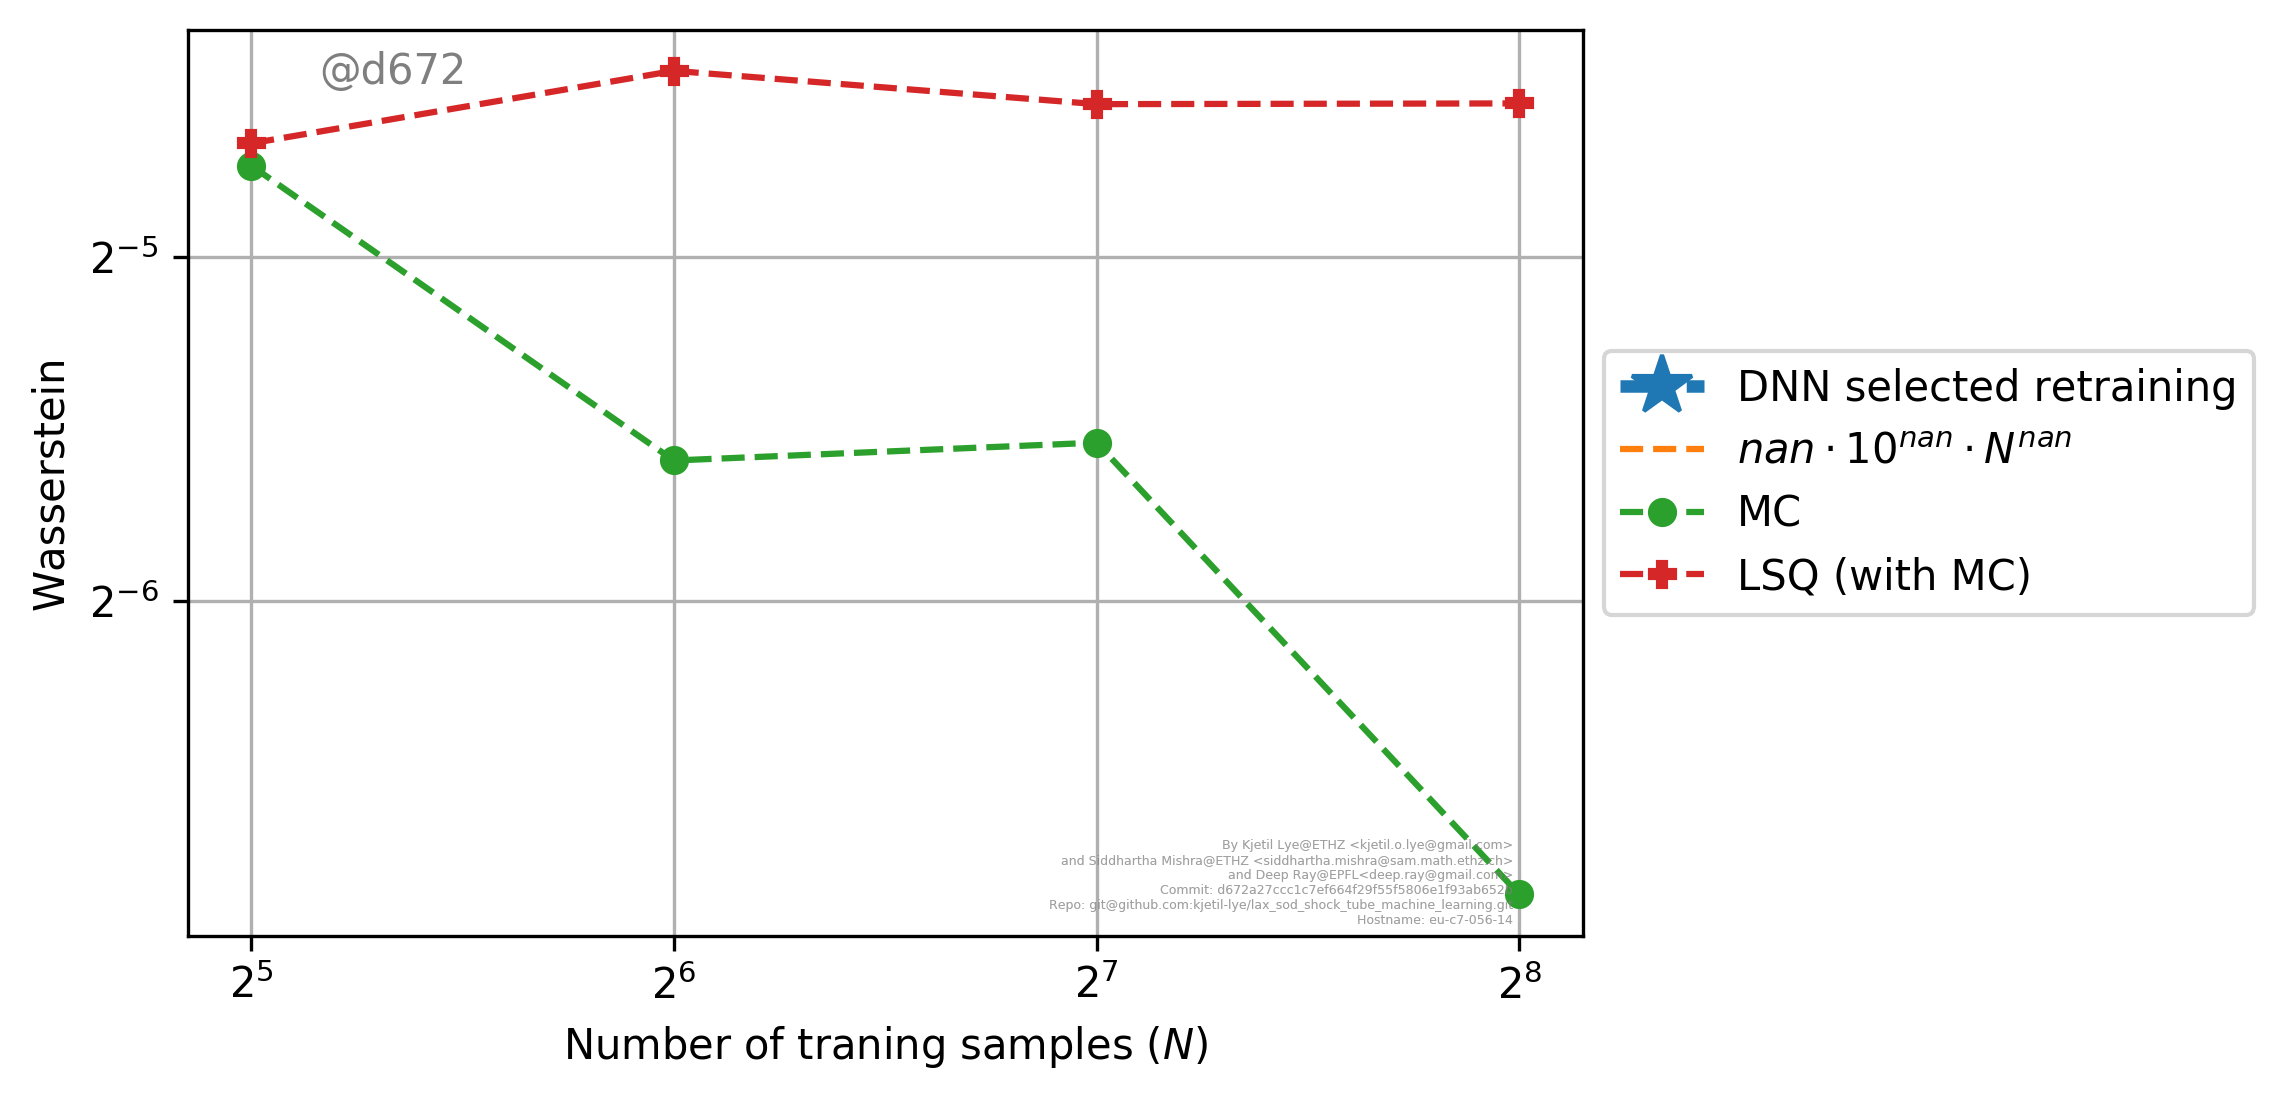 @d672
2^{-5}
2^{-6}
Wasserstein
2^5
2^6
2^7
2^8
Number of traning samples (N)
DNN selected retraining
nan · 10^{nan} · N^{nan}
MC
LSQ (with MC)
By Kjetil Lye@ETHZ <kjetil.o.lye@gmail.com>
and Siddhartha Mishra@ETHZ <siddhartha.mishra@sam.math.ethz.ch>
and Deep Ray@EPFL<deep.ray@gmail.com>
Commit:
Repo: git@github.com:kjetil-lye/lax_sod_shock_tube_machine_learning.git
Hostname: eu-c7-056-14